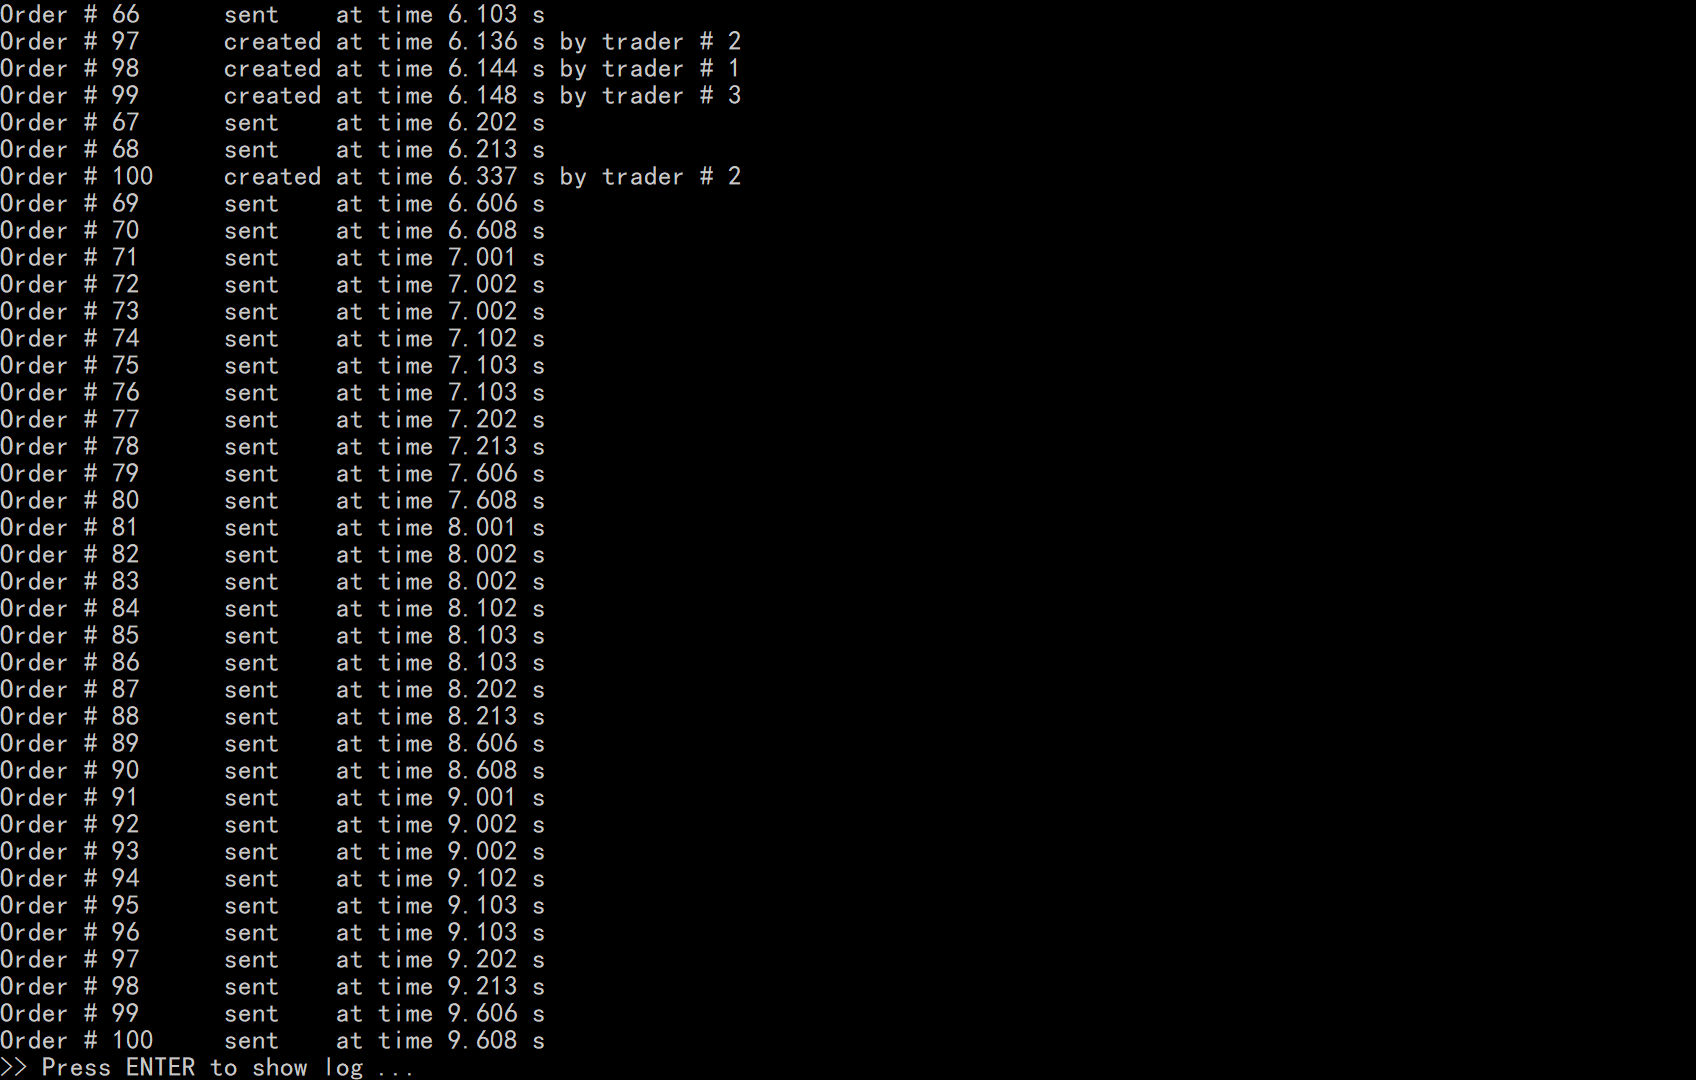 Order # 66      sent    at time 6.103 s
Order # 97      created at time 6.136 s by trader # 2
Order # 98      created at time 6.144 s by trader # 1
Order # 99      created at time 6.148 s by trader # 3
Order # 67      sent    at time 6.202 s
Order # 68      sent    at time 6.213 s
Order # 100     created at time 6.337 s by trader # 2
Order # 69      sent    at time 6.606 s
Order # 70      sent    at time 6.608 s
Order # 71      sent    at time 7.001 s
Order # 72      sent    at time 7.002 s
Order # 73      sent    at time 7.002 s
Order # 74      sent    at time 7.102 s
Order # 75      sent    at time 7.103 s
Order # 76      sent    at time 7.103 s
Order # 77      sent    at time 7.202 s
Order # 78      sent    at time 7.213 s
Order # 79      sent    at time 7.606 s
Order # 80      sent    at time 7.608 s
Order # 81      sent    at time 8.001 s
Order # 82      sent    at time 8.002 s
Order # 83      sent    at time 8.002 s
Order # 84      sent    at time 8.102 s
Order # 85      sent    at time 8.103 s
Order # 86      sent    at time 8.103 s
Order # 87      sent    at time 8.202 s
Order # 88      sent    at time 8.213 s
Order # 89      sent    at time 8.606 s
Order # 90      sent    at time 8.608 s
Order # 91      sent    at time 9.001 s
Order # 92      sent    at time 9.002 s
Order # 93      sent    at time 9.002 s
Order # 94      sent    at time 9.102 s
Order # 95      sent    at time 9.103 s
Order # 96      sent    at time 9.103 s
Order # 97      sent    at time 9.202 s
Order # 98      sent    at time 9.213 s
Order # 99      sent    at time 9.606 s
Order # 100     sent    at time 9.608 s
>> Press ENTER to show log ...